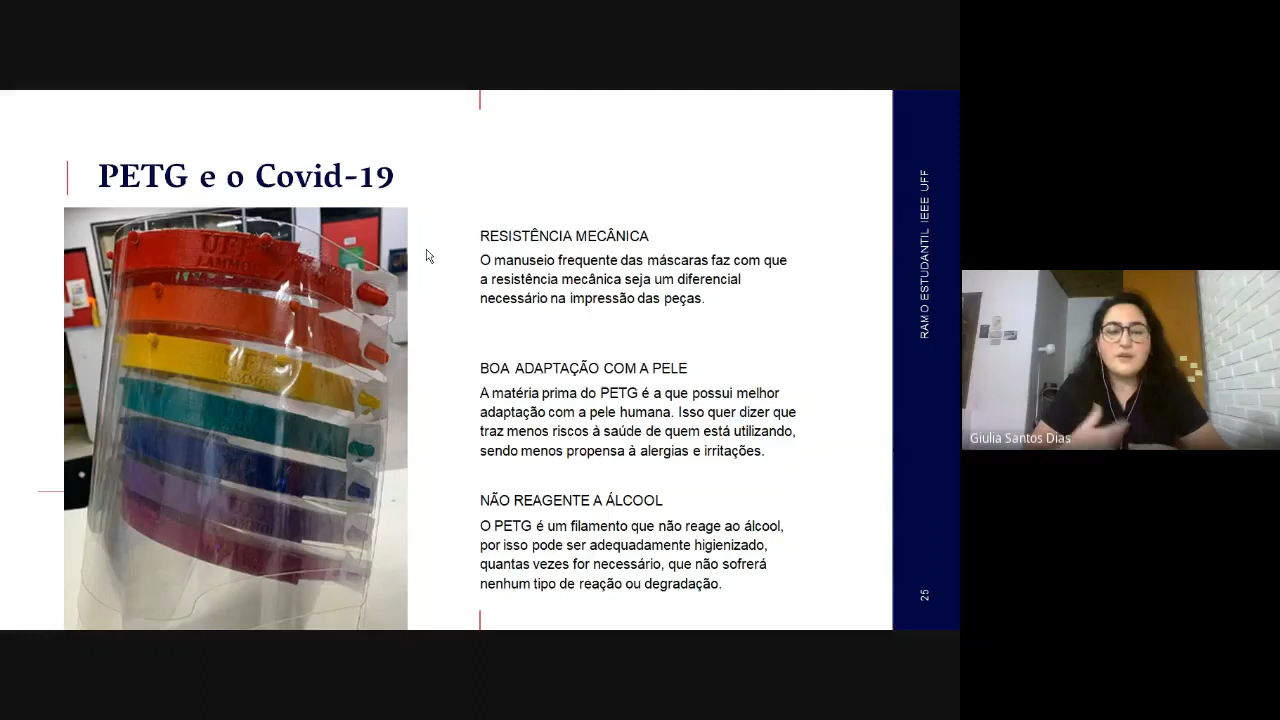 PETG e o Covid-19
UFF
LAMMO
RESISTÊNCIA MECÂNICA
O manuseio frequente das máscaras faz com que
a resistência mecânica seja um diferencial
necessário na impressão das peças.
BOA ADAPTAÇÃO COM A PELE
A matéria prima do PETG é a que possui melhor
adaptação com a pele humana. Isso quer dizer que
traz menos riscos à saúde de quem está utilizando,
sendo menos propensa à alergias e irritações.
NÃO REAGENTE A ÁLCOOL
O PETG é um filamento que não reage ao álcool,
por isso pode ser adequadamente higienizado,
quantas vezes for necessário, que não sofrerá
nenhum tipo de reação ou degradação.
RAMO ESTUDANTIL IEEE UFF
25
Giulia Santos Dias